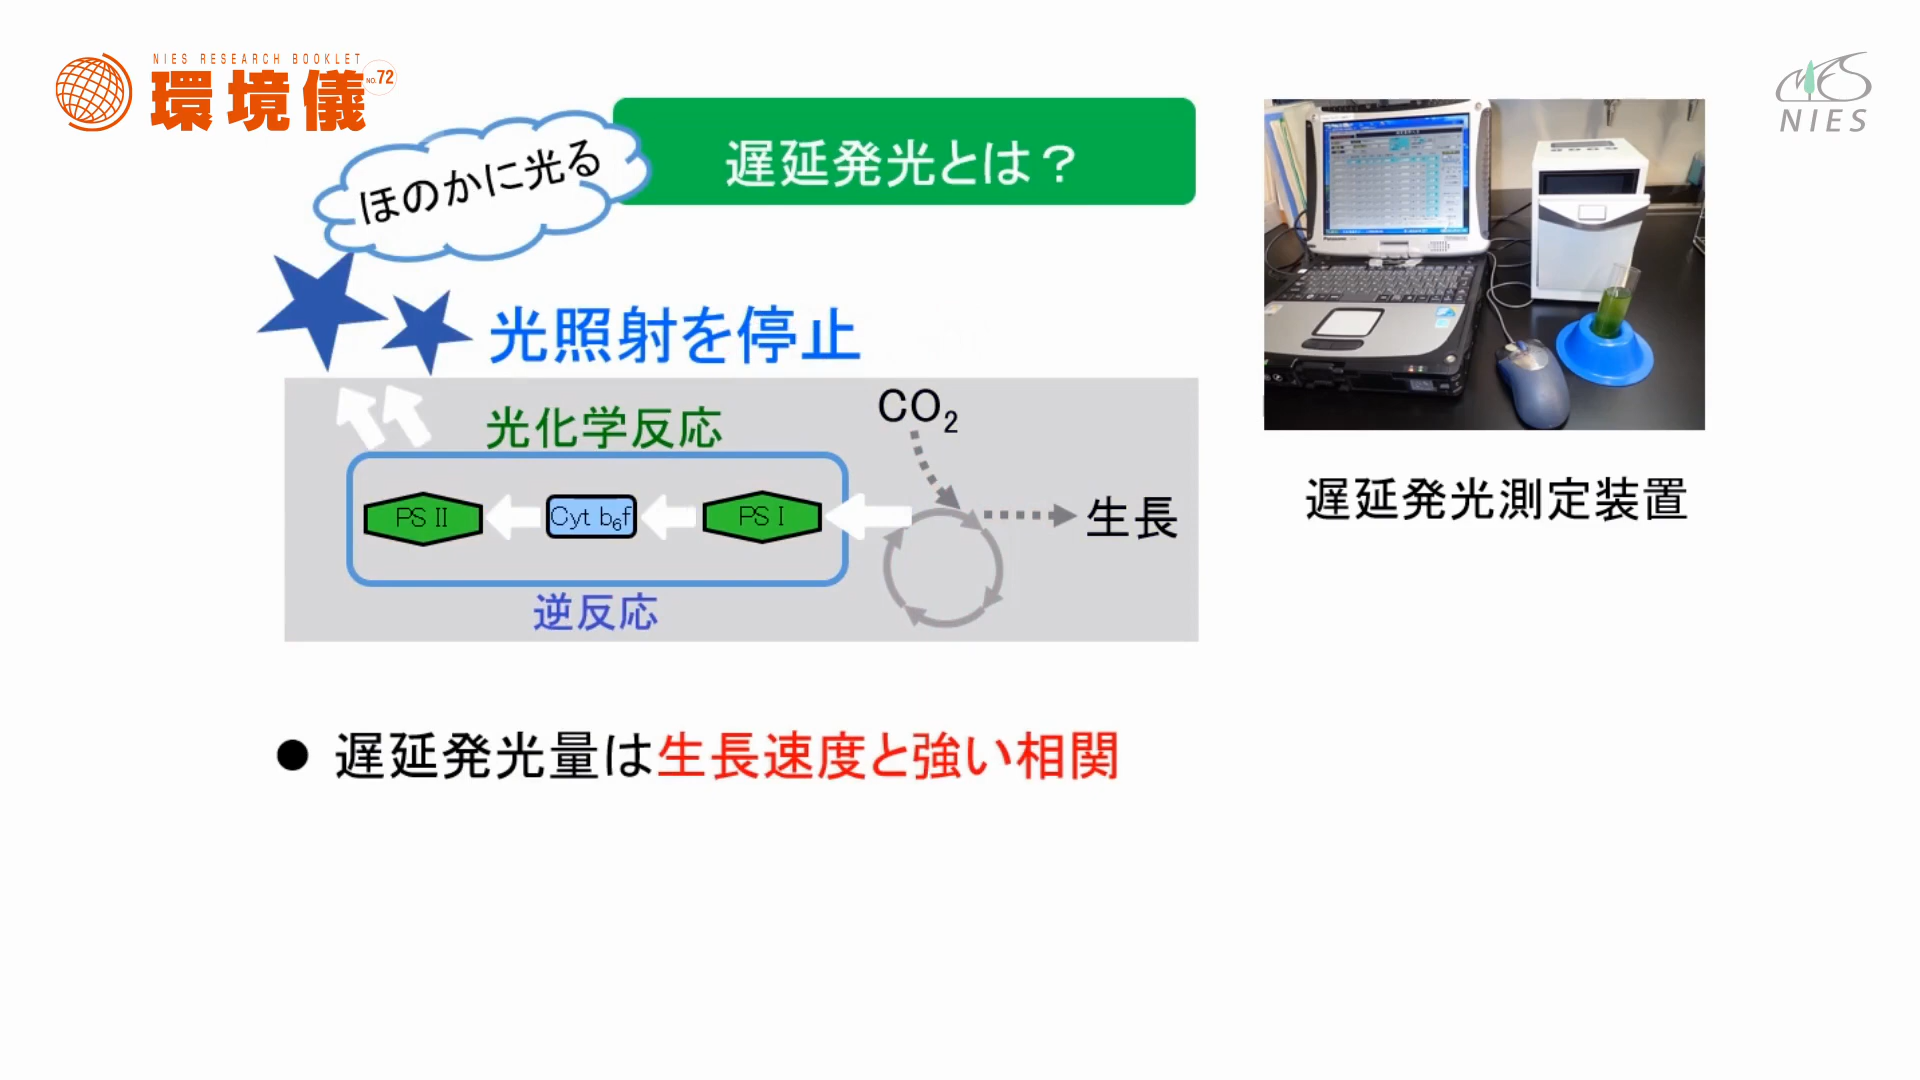 NIES RESEARCH BOOKLET
環境儀 NO.72
NIES
遅延発光とは？
ほのかに光る
光照射を停止
光化学反応
CO2
PS II
Cyt b6f
PS I
生長
逆反応
遅延発光測定装置
● 遅延発光量は生長速度と強い相関